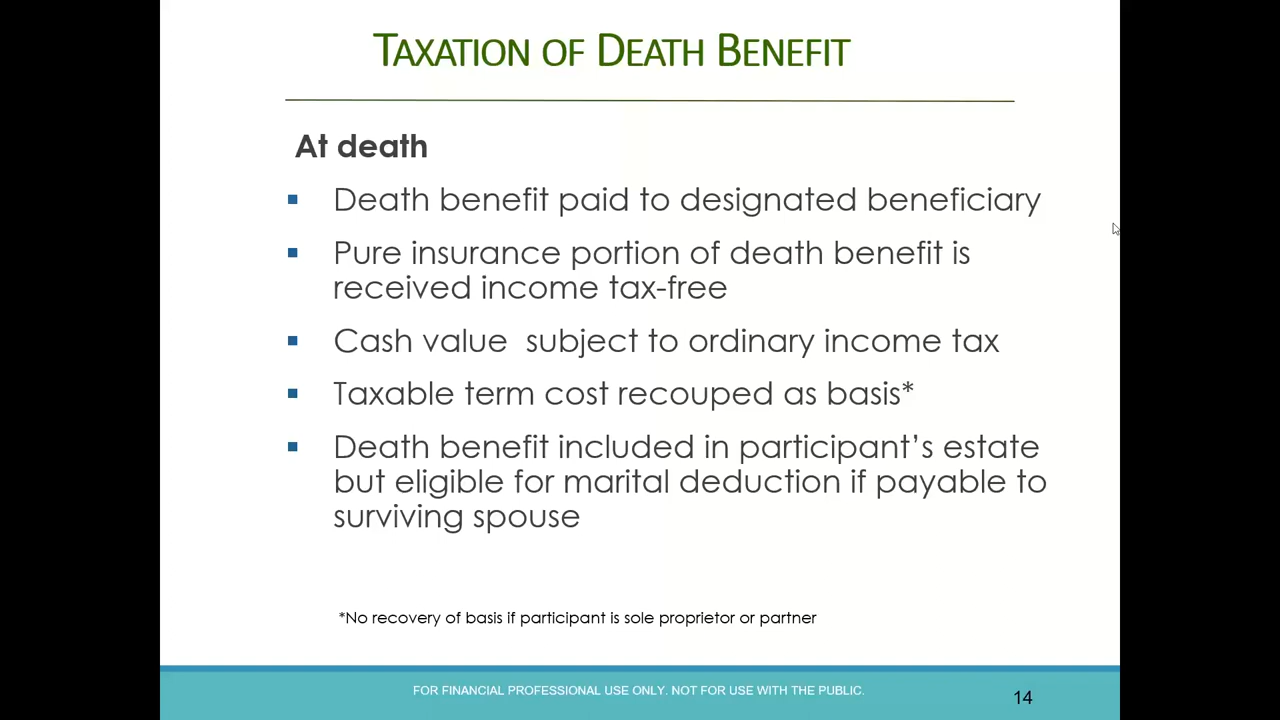 TAXATION OF DEATH BENEFIT
At death
▪ Death benefit paid to designated beneficiary
▪ Pure insurance portion of death benefit is
received income tax-free
▪ Cash value  subject to ordinary income tax
▪ Taxable term cost recouped as basis*
▪ Death benefit included in participant’s estate
but eligible for marital deduction if payable to
surviving spouse
*No recovery of basis if participant is sole proprietor or partner
FOR FINANCIAL PROFESSIONAL USE ONLY. NOT FOR USE WITH THE PUBLIC.
14